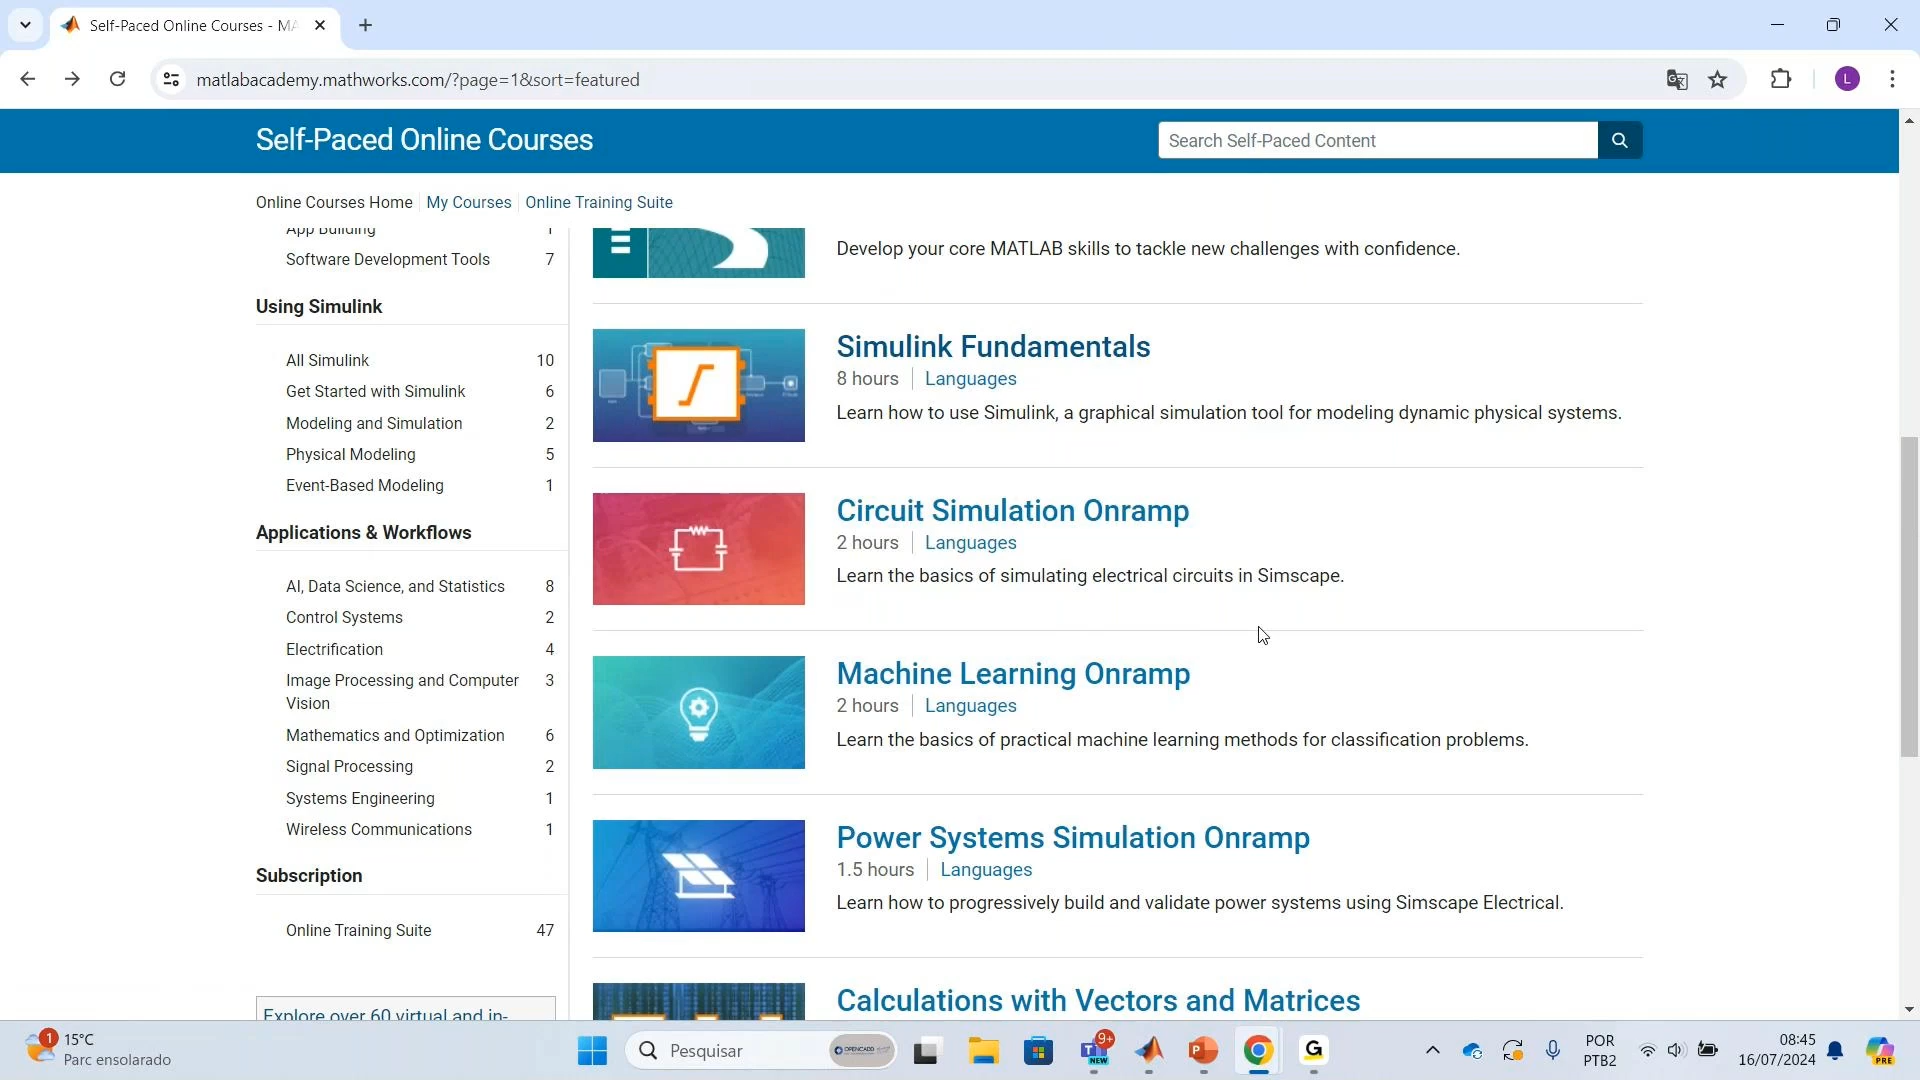 Self-Paced Online Courses - MA
matlabacademy.mathworks.com/?page=1&sort=featured
L
Self-Paced Online Courses
Search Self-Paced Content
Online Courses Home
My Courses
Online Training Suite
App Building 1
Software Development Tools 7
Using Simulink
All Simulink 10
Get Started with Simulink 6
Modeling and Simulation 2
Physical Modeling 5
Event-Based Modeling 1
Applications & Workflows
AI, Data Science, and Statistics 8
Control Systems 2
Electrification 4
Image Processing and Computer 3
Vision
Mathematics and Optimization 6
Signal Processing 2
Systems Engineering 1
Wireless Communications 1
Subscription
Online Training Suite 47
Explore over 60 virtual and in-
Develop your core MATLAB skills to tackle new challenges with confidence.
Simulink Fundamentals
8 hours Languages
Learn how to use Simulink, a graphical simulation tool for modeling dynamic physical systems.
Circuit Simulation Onramp
2 hours Languages
Learn the basics of simulating electrical circuits in Simscape.
Machine Learning Onramp
2 hours Languages
Learn the basics of practical machine learning methods for classification problems.
Power Systems Simulation Onramp
1.5 hours Languages
Learn how to progressively build and validate power systems using Simscape Electrical.
Calculations with Vectors and Matrices
1
15°C
Parc ensolarado
Pesquisar
OPENCADD
9+
NEW
P
G
POR
PTB2
08:45
16/07/2024
PRE